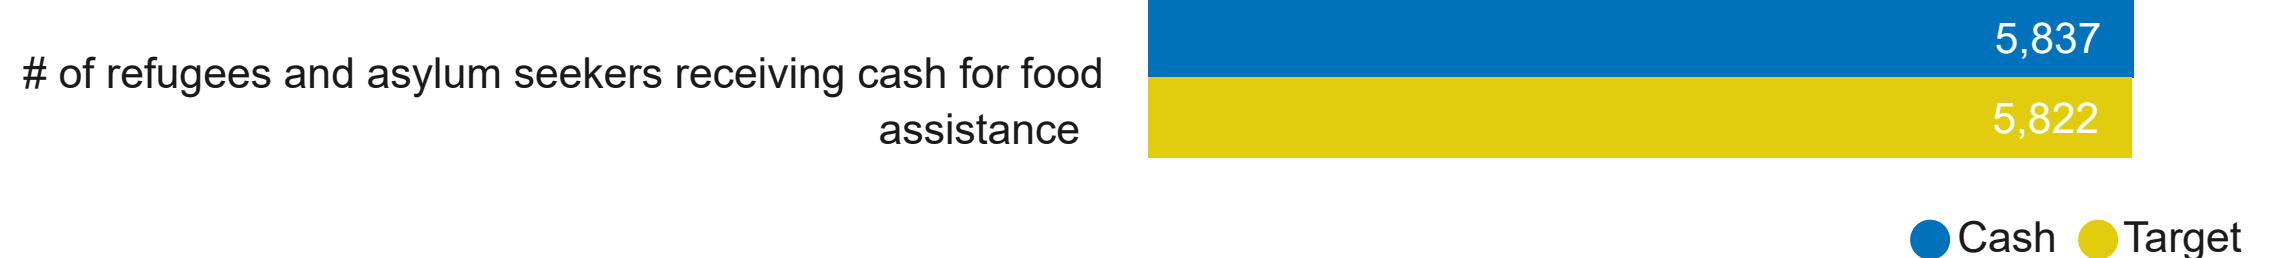 # of refugees and asylum seekers receiving cash for food
assistance
5,837
5,822
Cash
Target